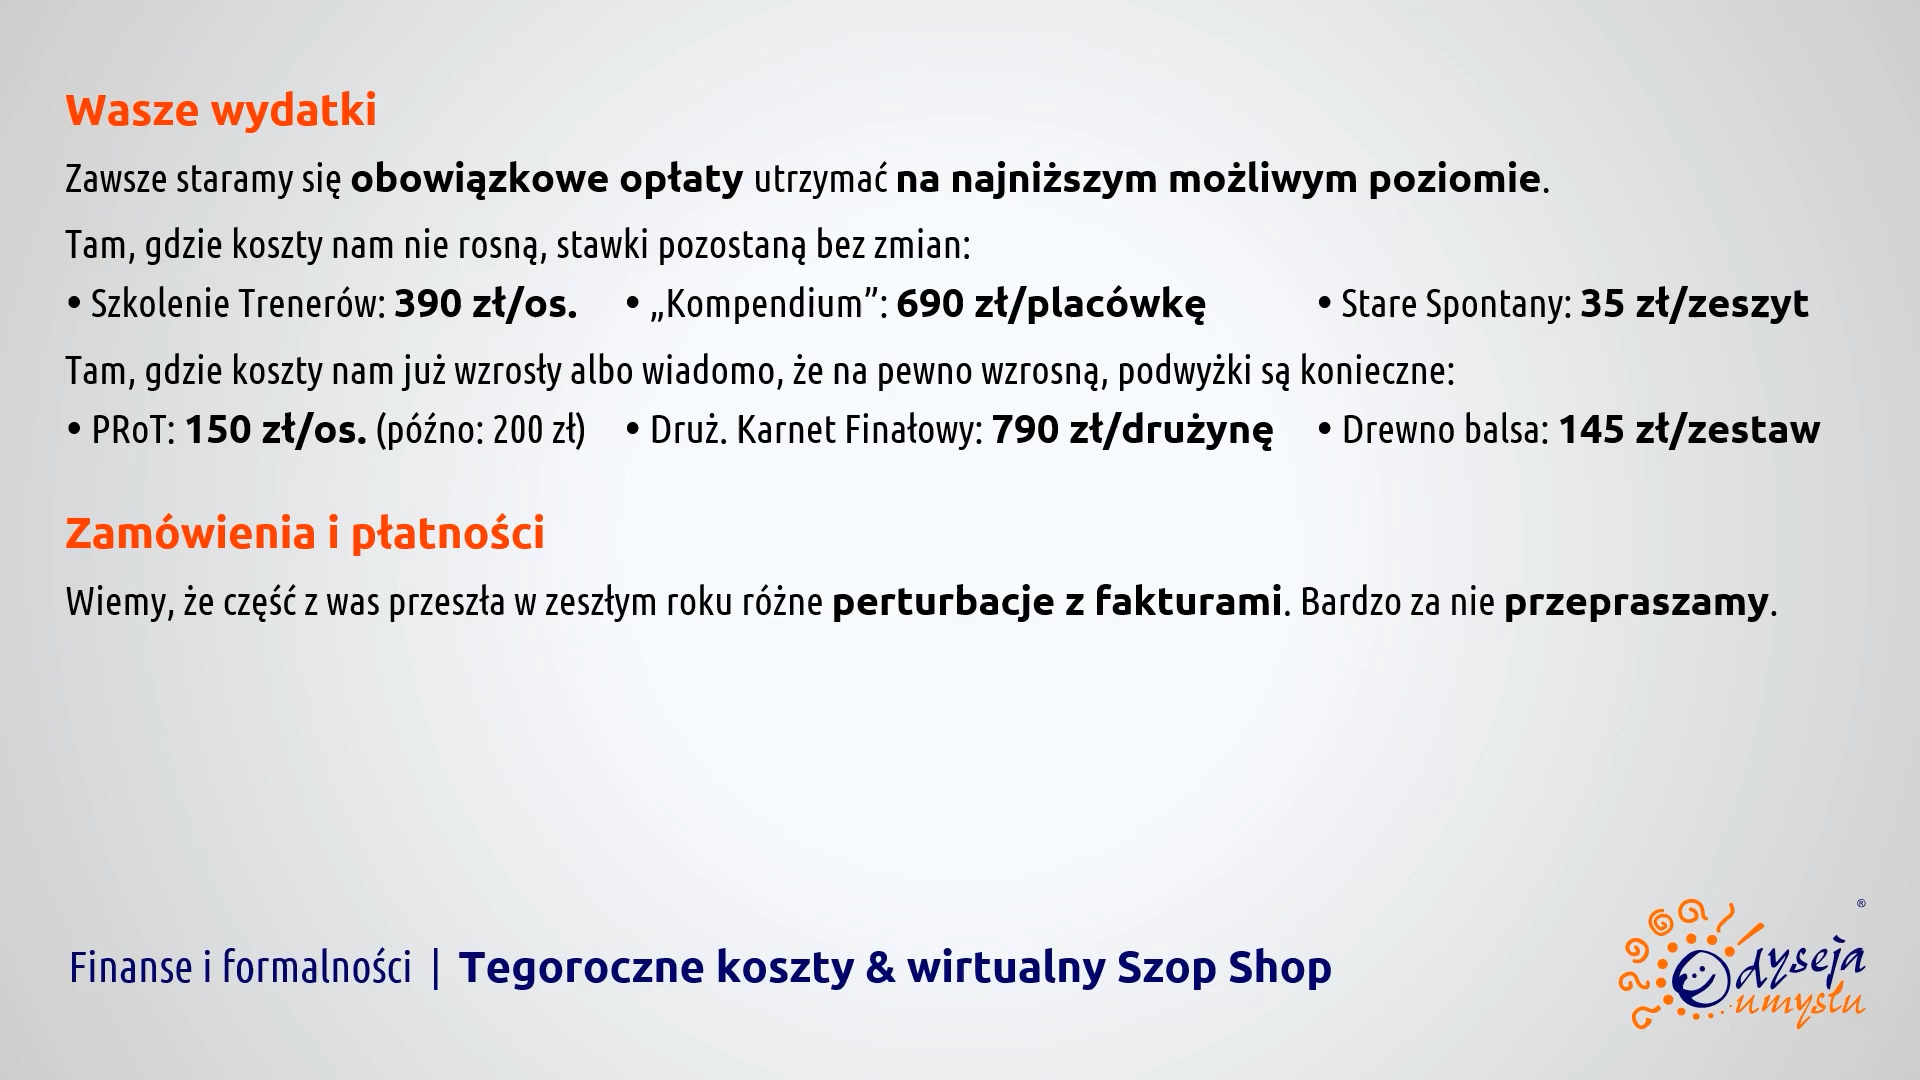 Wasze wydatki
Zawsze staramy się obowiązkowe opłaty utrzymać na najniższym możliwym poziomie.
Tam, gdzie koszty nam nie rosną, stawki pozostaną bez zmian:
• Szkolenie Trenerów: 390 zł/os. • „Kompendium”: 690 zł/placówkę • Stare Spontany: 35 zł/zeszyt
Tam, gdzie koszty nam już wzrosły albo wiadomo, że na pewno wzrosną, podwyżki są konieczne:
• PRoT: 150 zł/os. (późno: 200 zł) • Druż. Karnet Finałowy: 790 zł/drużynę • Drewno balsa: 145 zł/zestaw
Zamówienia i płatności
Wiemy, że część z was przeszła w zeszłym roku różne perturbacje z fakturami. Bardzo za nie przepraszamy.
Finanse i formalności | Tegoroczne koszty & wirtualny Szop Shop
®
Odyseja
umysłu